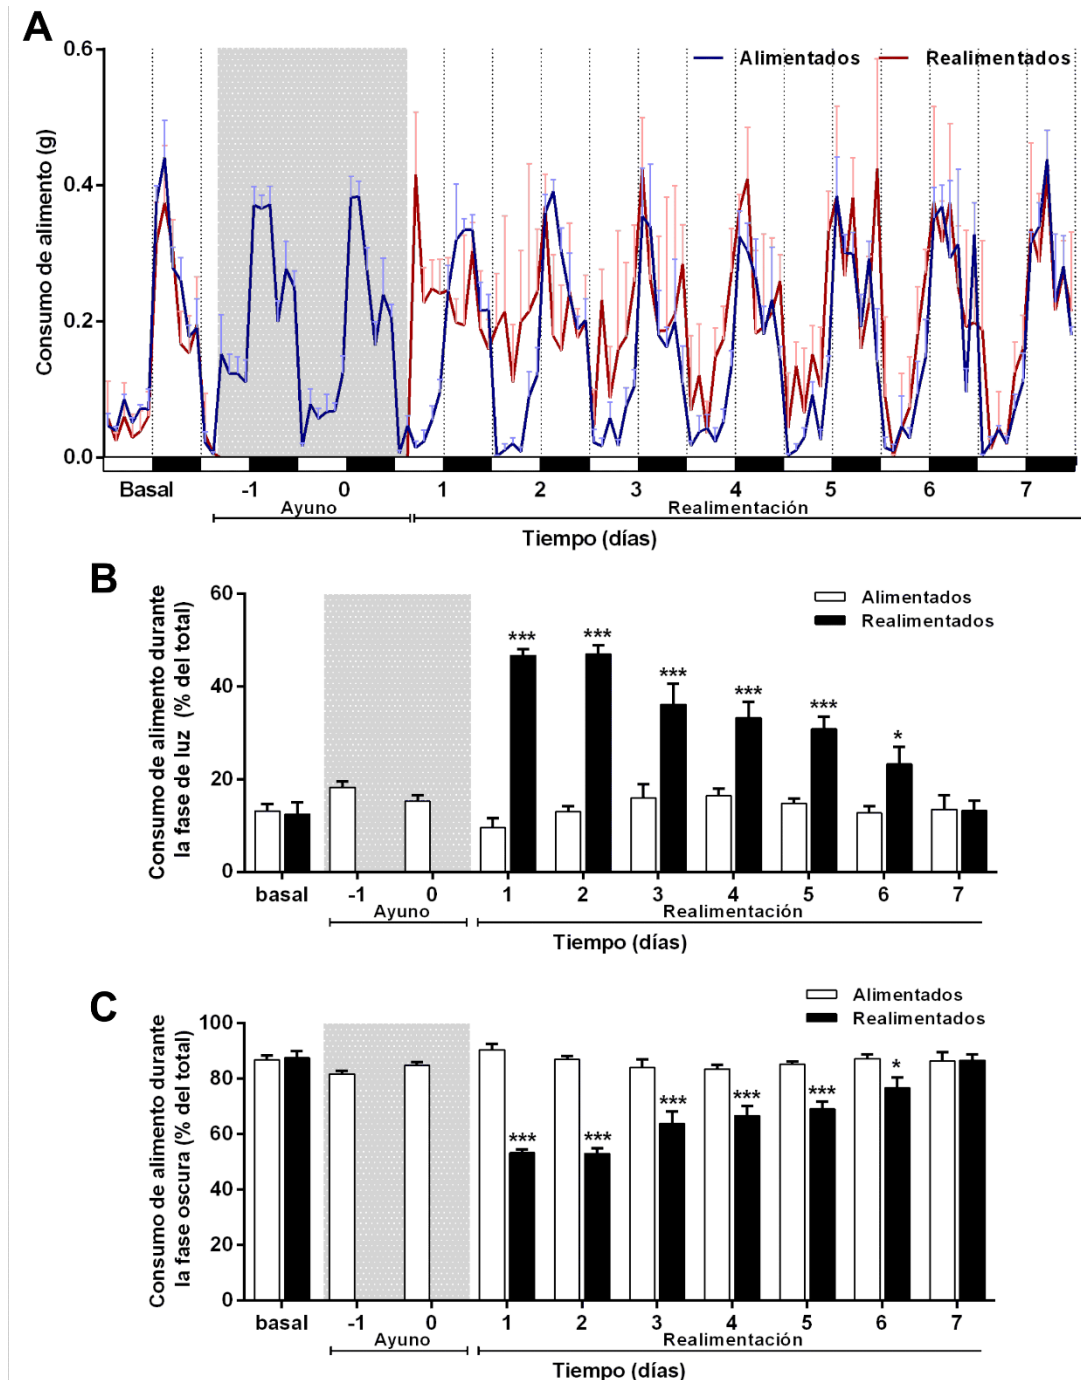 A
0.6
Alimentados
Realimentados
Consumo de alimento (g)
0.4
0.2
0.0
Basal -1 0 1 2 3 4 5 6 7
Ayuno Realimentación
Tiempo (días)
B
Consumo de alimento durante
la fase de luz (% del total)
60
Alimentados
Realimentados
*** *** *** *** *** *
40
20
0
basal -1 0 1 2 3 4 5 6 7
Ayuno Realimentación
Tiempo (días)
C
Consumo de alimento durante
la fase oscura (% del total)
Alimentados
Realimentados
100
80
*** *** *** *** *** *
60
40
20
0
basal -1 0 1 2 3 4 5 6 7
Ayuno Realimentación
Tiempo (días)